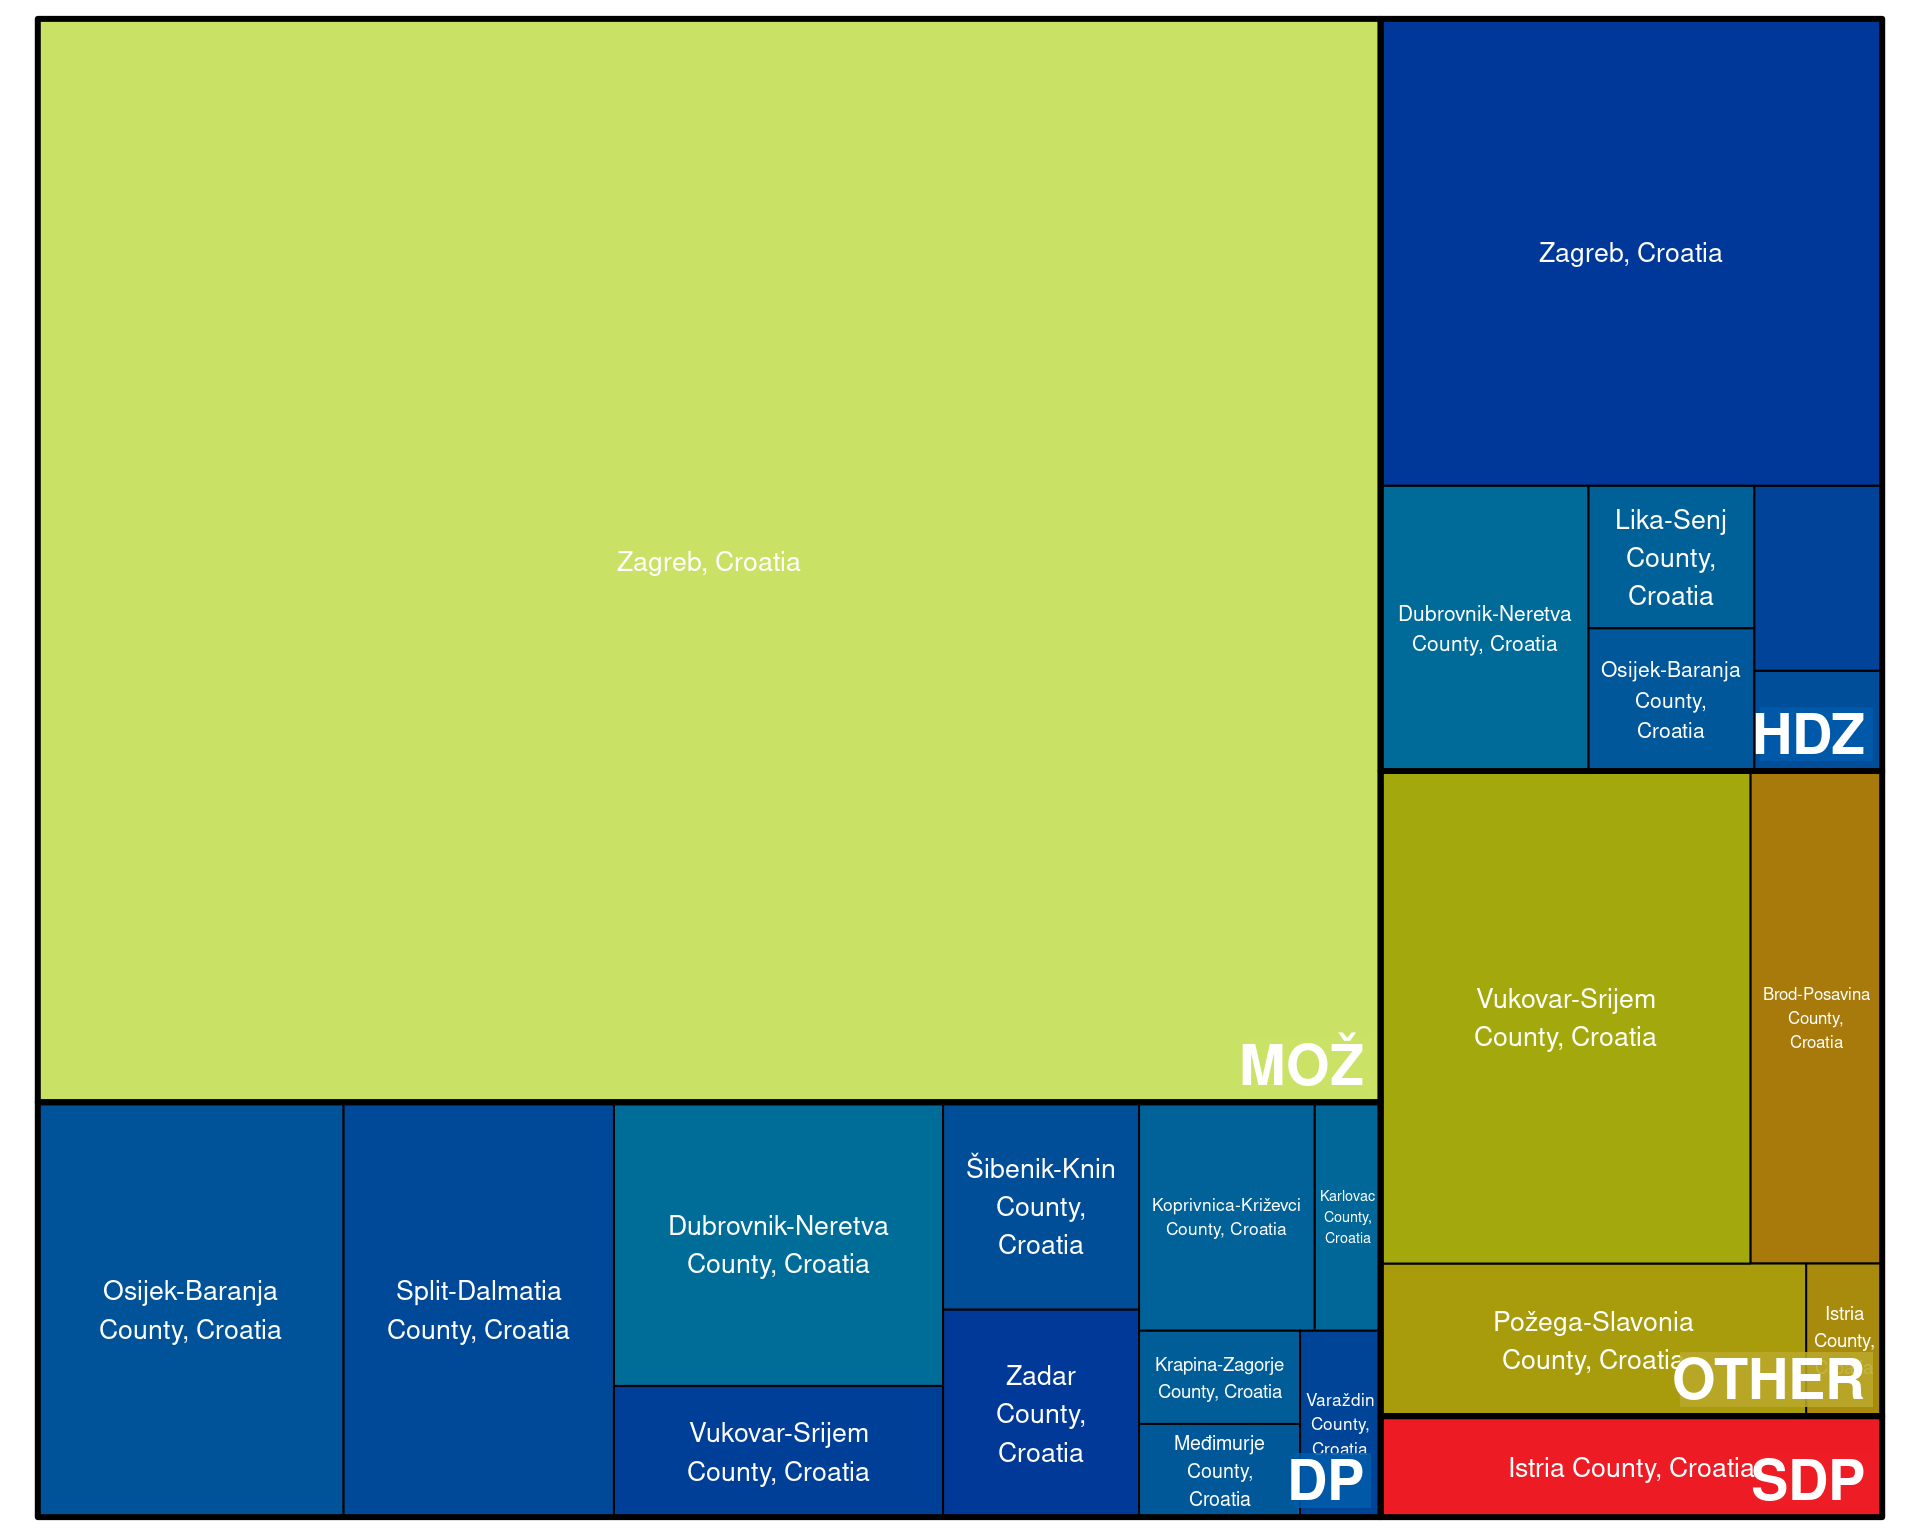 Zagreb, Croatia
MOŽ
Osijek-Baranja
County, Croatia
Split-Dalmatia
County, Croatia
Dubrovnik-Neretva
County, Croatia
Vukovar-Srijem
County, Croatia
Šibenik-Knin
County,
Croatia
Zadar
County,
Croatia
Koprivnica-Križevci
County, Croatia
Karlovac
County,
Croatia
Krapina-Zagorje
County, Croatia
Međimurje
County,
Croatia
Varaždin
County,
Croatia
DP
Zagreb, Croatia
Dubrovnik-Neretva
County, Croatia
Lika-Senj
County,
Croatia
Osijek-Baranja
County,
Croatia
HDZ
Vukovar-Srijem
County, Croatia
Brod-Posavina
County,
Croatia
Požega-Slavonia
County, Croatia
Istria
County,
OTHER
Istria County, Croatia
SDP